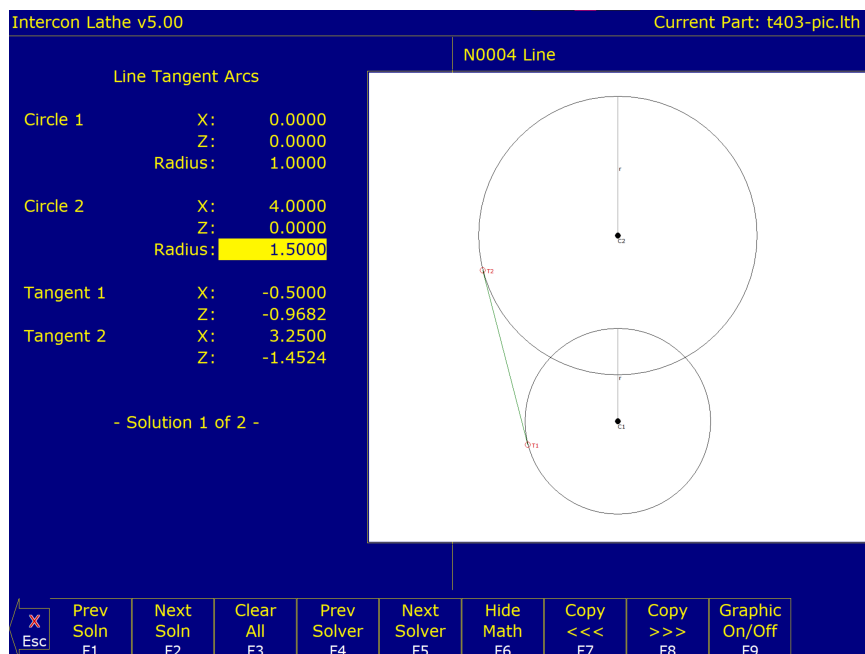 Intercon Lathe v5.00 Current Part: t403-pic.lth
N0004 Line
Line Tangent Arcs
Circle 1 X: 0.0000
Z: 0.0000
Radius: 1.0000
Circle 2 X: 4.0000
Z: 0.0000
Radius: 1.5000
Tangent 1 X: -0.5000
Z: -0.9682
Tangent 2 X: 3.2500
Z: -1.4524
- Solution 1 of 2 -
r
C2
T2
r
C1
T1
X Esc
Prev Soln F1
Next Soln F2
Clear All F3
Prev Solver F4
Next Solver F5
Hide Math F6
Copy <<< F7
Copy >>> F8
Graphic On/Off F9